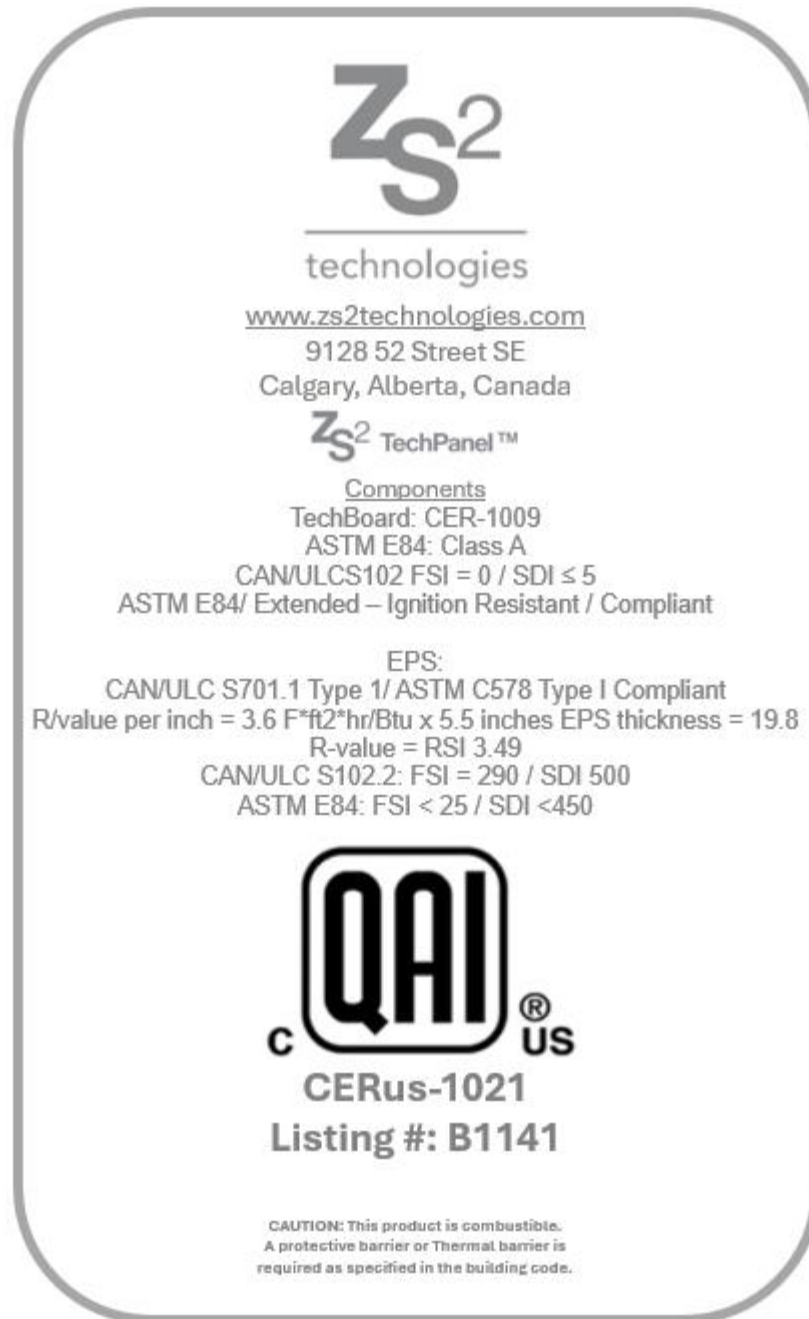 ZS2
technologies
www.zs2technologies.com
9128 52 Street SE
Calgary, Alberta, Canada
ZS2 TechPanel™
Components
TechBoard: CER-1009
ASTM E84: Class A
CAN/ULCS102 FSI = 0 / SDI ≤ 5
ASTM E84/ Extended – Ignition Resistant / Compliant
EPS:
CAN/ULC S701.1 Type 1/ ASTM C578 Type I Compliant
R/value per inch = 3.6 F*ft2*hr/Btu x 5.5 inches EPS thickness = 19.8
R-value = RSI 3.49
CAN/ULC S102.2: FSI = 290 / SDI 500
ASTM E84: FSI < 25 / SDI <450
C QAI ® US
CERus-1021
Listing #: B1141
CAUTION: This product is combustible.
A protective barrier or Thermal barrier is
required as specified in the building code.